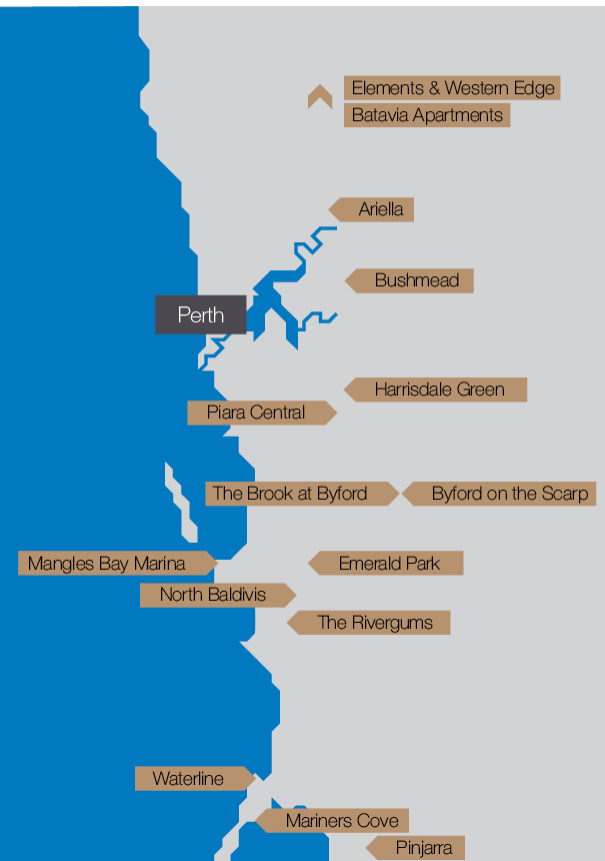 Elements & Western Edge
Batavia Apartments
Ariella
Bushmead
Perth
Harrisdale Green
Piara Central
The Brook at Byford
Byford on the Scarp
Mangles Bay Marina
Emerald Park
North Baldivis
The Rivergums
Waterline
Mariners Cove
Pinjarra